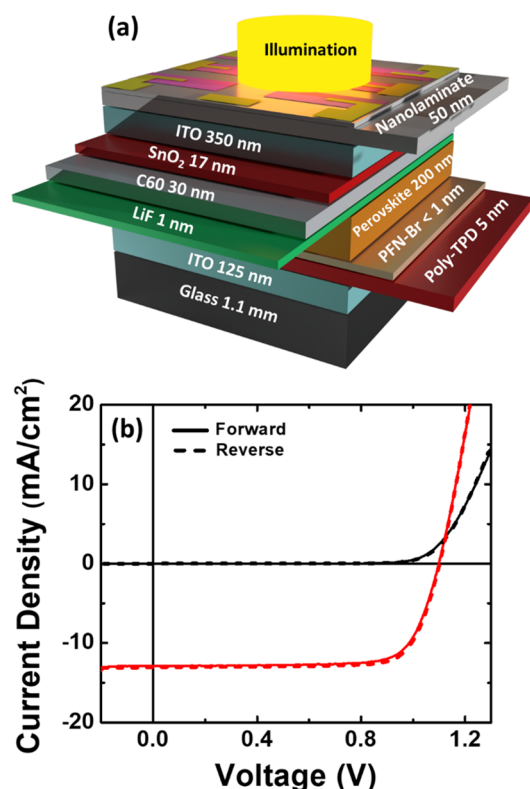 (a)
Illumination
Nanolaminate
50 nm
ITO 350 nm
SnO₂ 17 nm
C60 30 nm
LiF 1 nm
Perovskite 200 nm
PFN-Br < 1 nm
Poly-TPD 5 nm
ITO 125 nm
Glass 1.1 mm
(b)
Forward
Reverse
Current Density (mA/cm²)
20
10
0
-10
-20
0.0 0.4 0.8 1.2
Voltage (V)